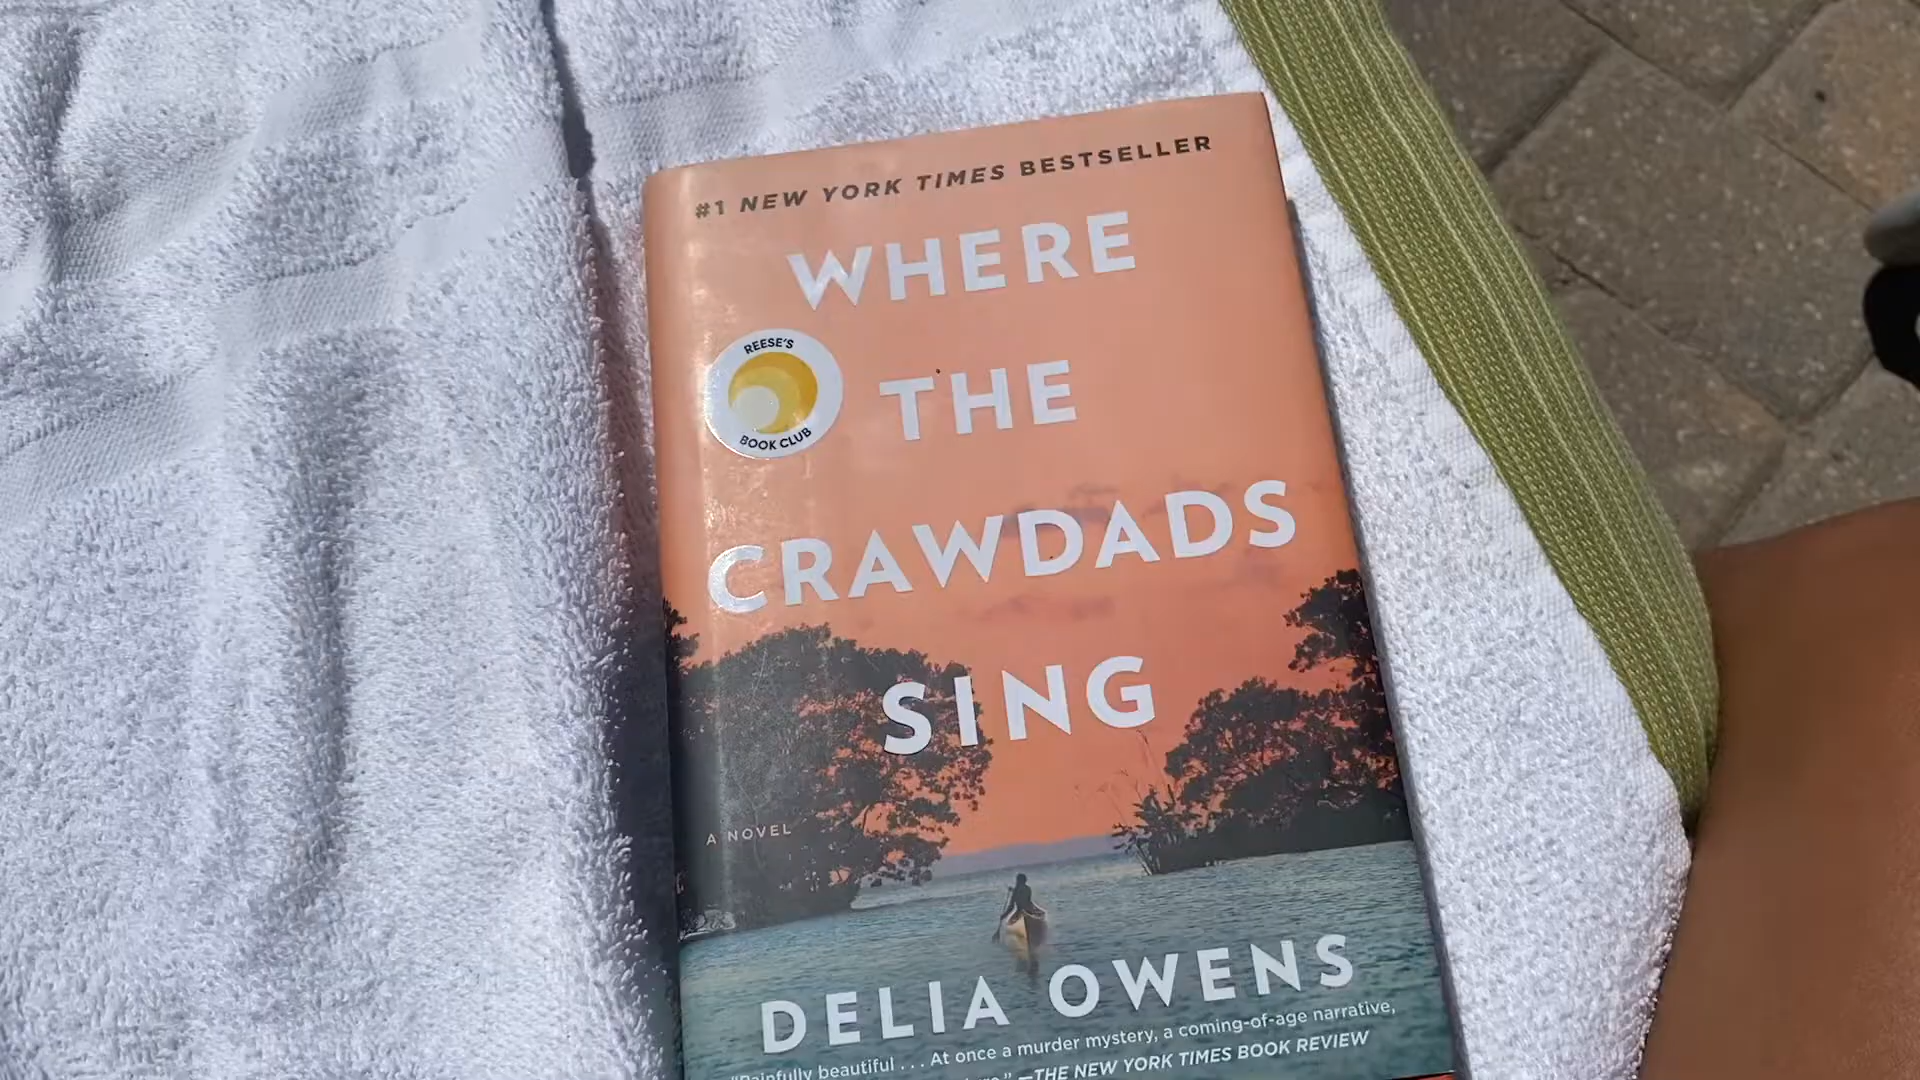 #1 NEW YORK TIMES BESTSELLER
WHERE
REESE'S
BOOK CLUB
THE
CRAWDADS
SING
A NOVEL
DELIA OWENS
"Painfully beautiful . . . At once a murder mystery, a coming-of-age narrative,
—THE NEW YORK TIMES BOOK REVIEW